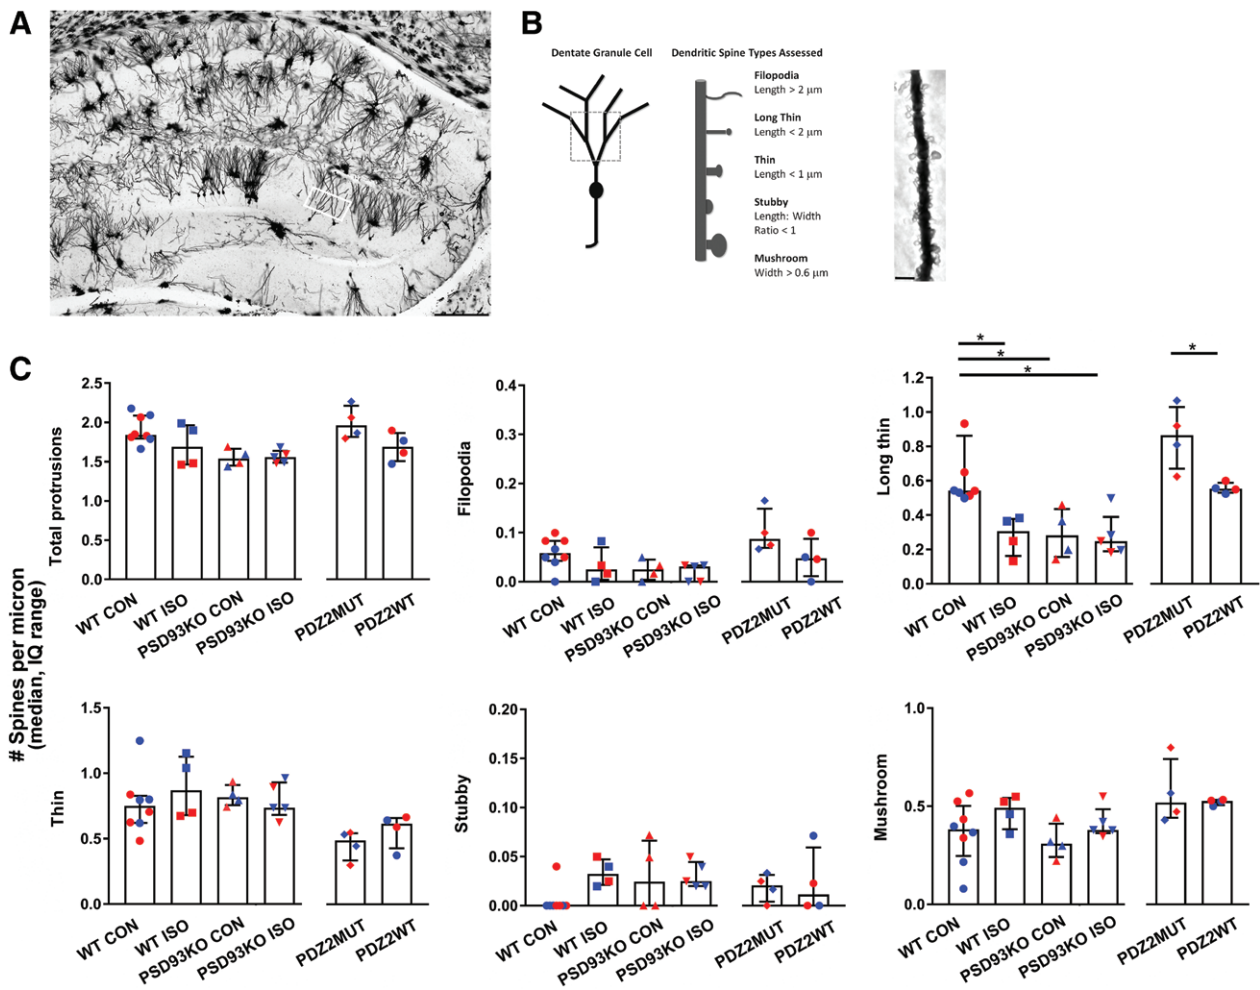 A
B
Dentate Granule Cell
Dendritic Spine Types Assessed
Filopodia
Length > 2 μm
Long Thin
Length < 2 μm
Thin
Length < 1 μm
Stubby
Length: Width
Ratio < 1
Mushroom
Width > 0.6 μm
C
# Spines per micron
(median, IQ range)
Total protrusions
2.5
2.0
1.5
1.0
0.5
0.0
WT CON
WT ISO
PSD93KO CON
PSD93KO ISO
PDZ2MUT
PDZ2WT
Filopodia
0.4
0.3
0.2
0.1
0.0
WT CON
WT ISO
PSD93KO CON
PSD93KO ISO
PDZ2MUT
PDZ2WT
Long thin
*
*
*
*
1.2
1.0
0.8
0.6
0.4
0.2
0.0
WT CON
WT ISO
PSD93KO CON
PSD93KO ISO
PDZ2MUT
PDZ2WT
Thin
1.5
1.0
0.5
0.0
WT CON
WT ISO
PSD93KO CON
PSD93KO ISO
PDZ2MUT
PDZ2WT
Stubby
0.20
0.15
0.10
0.05
0.00
WT CON
WT ISO
PSD93KO CON
PSD93KO ISO
PDZ2MUT
PDZ2WT
Mushroom
1.0
0.5
0.0
WT CON
WT ISO
PSD93KO CON
PSD93KO ISO
PDZ2MUT
PDZ2WT